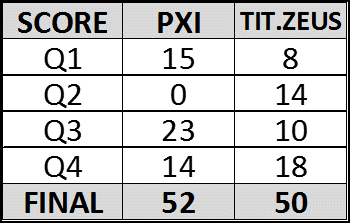 SCORE PXI TIT.ZEUS
Q1 15 8
Q2 0 14
Q3 23 10
Q4 14 18
FINAL 52 50